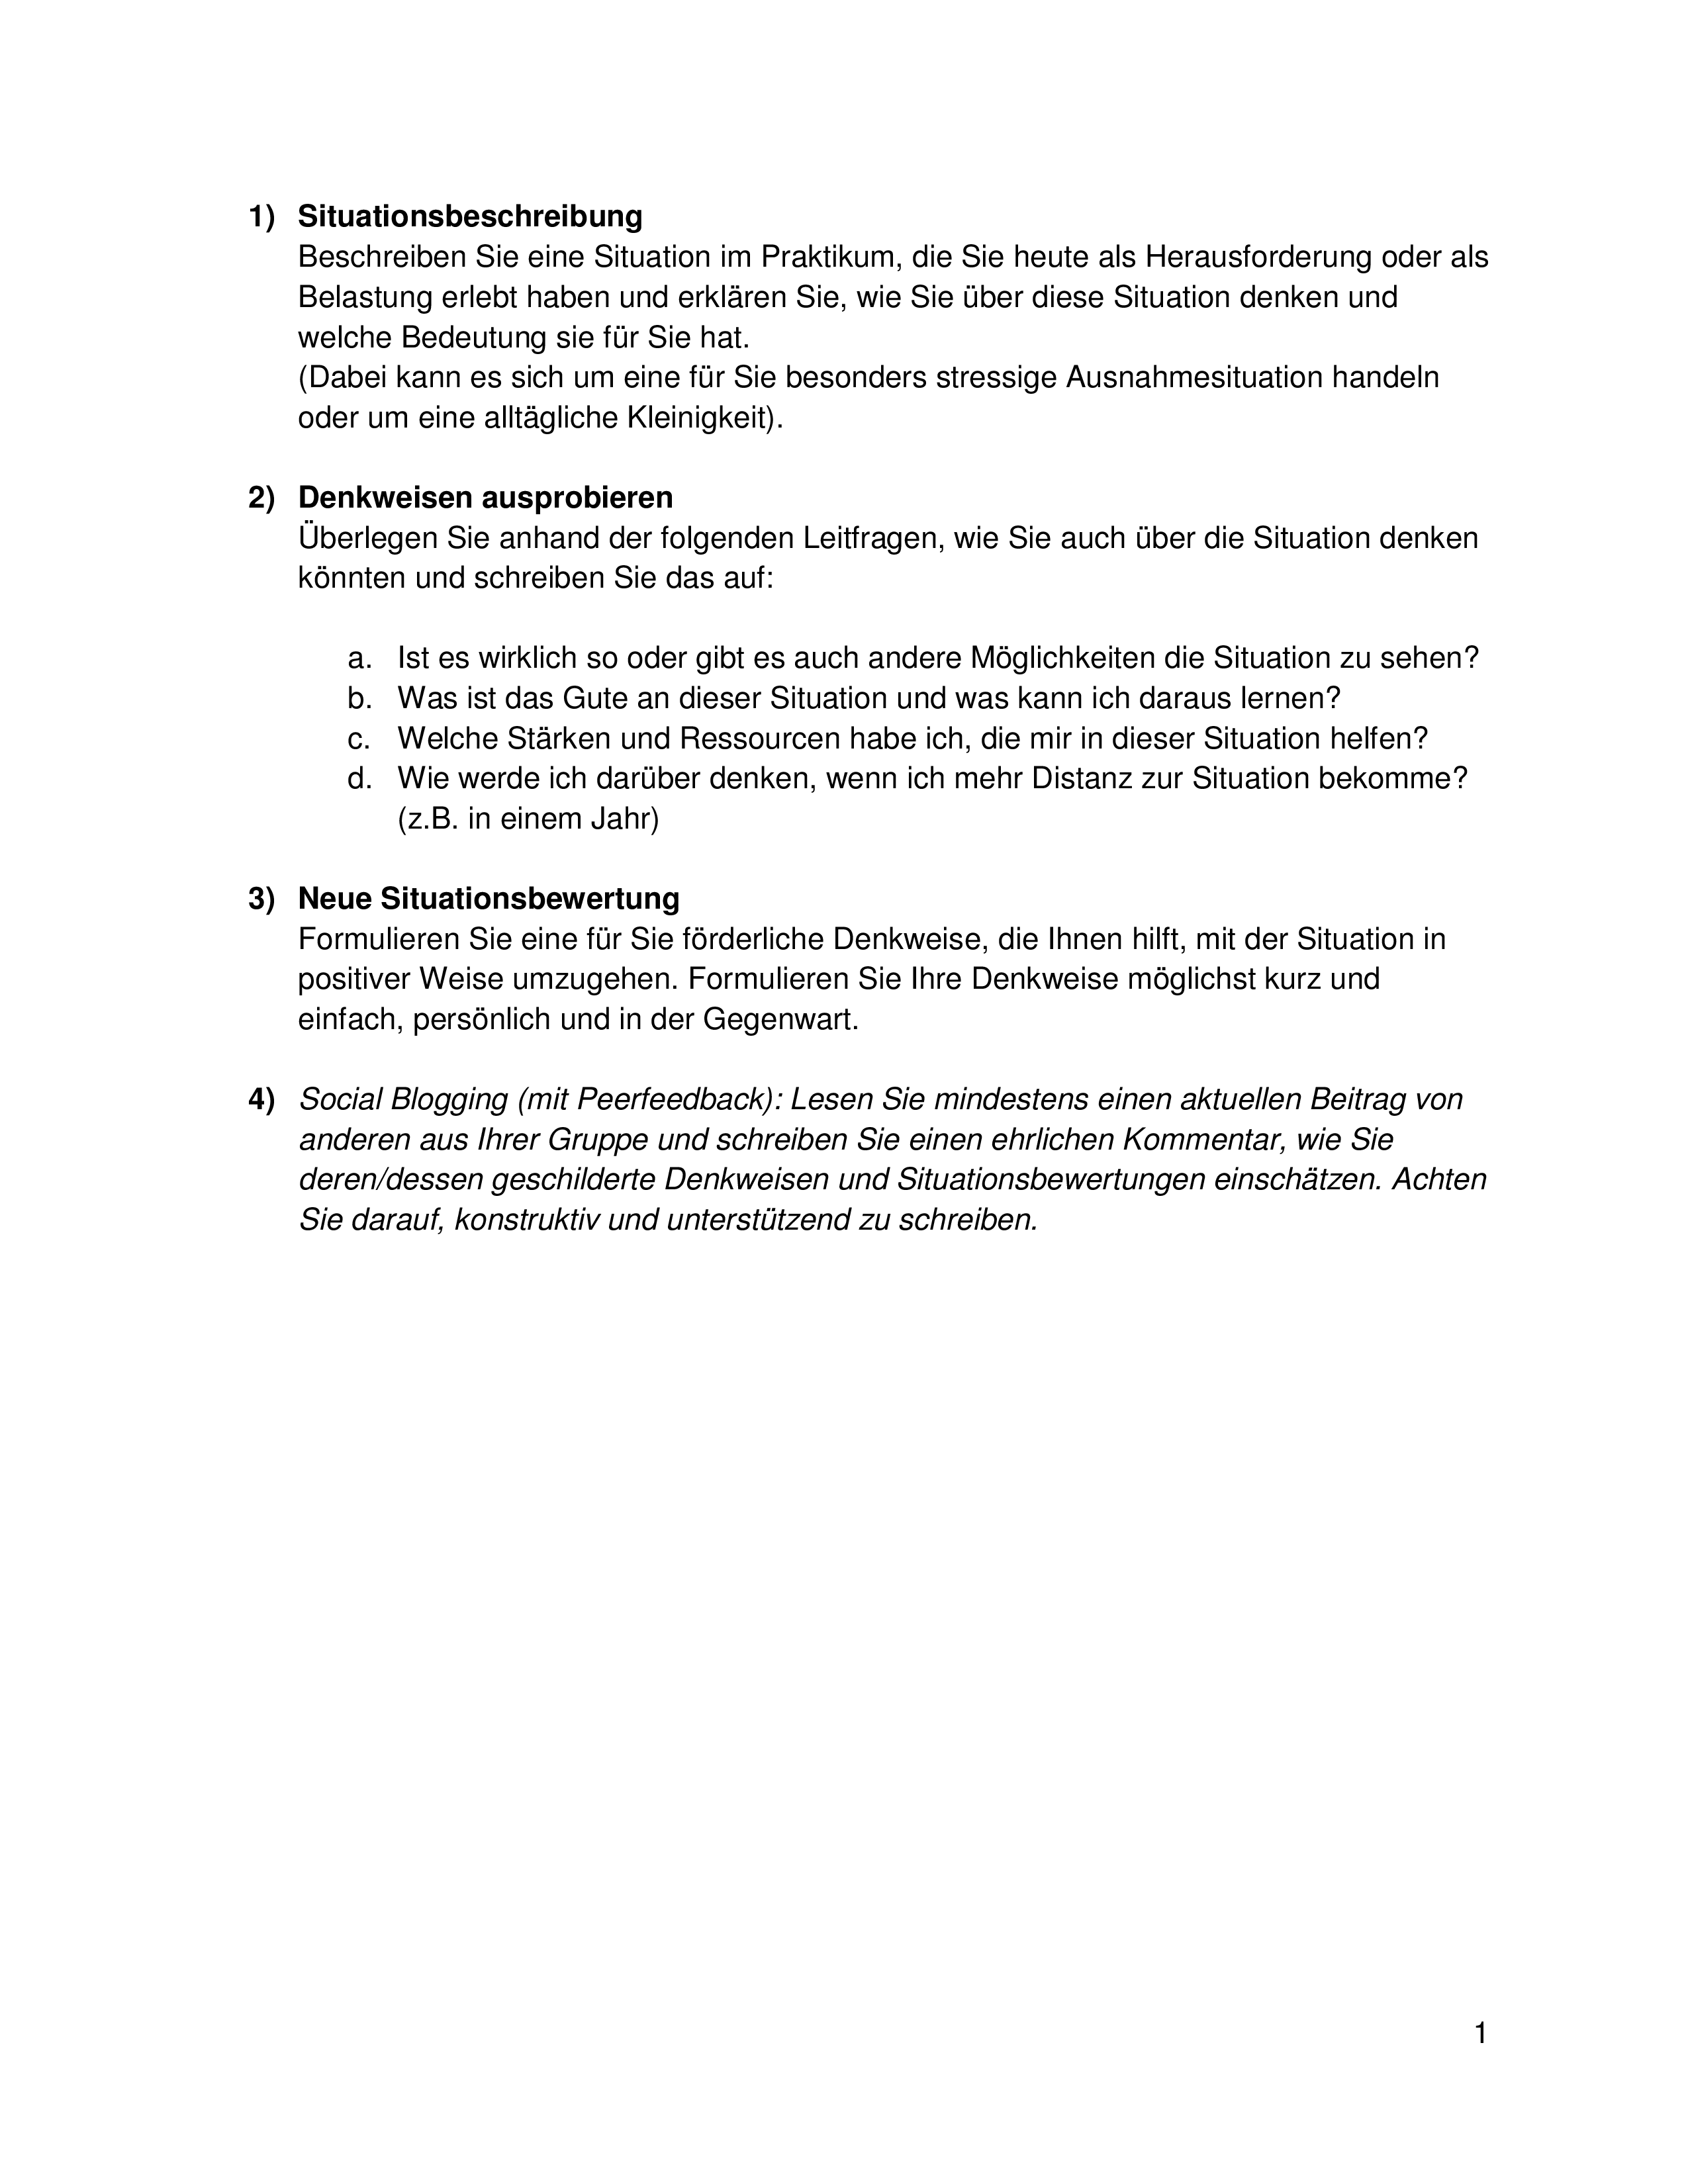 1) Situationsbeschreibung
Beschreiben Sie eine Situation im Praktikum, die Sie heute als Herausforderung oder als
Belastung erlebt haben und erklären Sie, wie Sie über diese Situation denken und
welche Bedeutung sie für Sie hat.
(Dabei kann es sich um eine für Sie besonders stressige Ausnahmesituation handeln
oder um eine alltägliche Kleinigkeit).
2) Denkweisen ausprobieren
Überlegen Sie anhand der folgenden Leitfragen, wie Sie auch über die Situation denken
könnten und schreiben Sie das auf:
a. Ist es wirklich so oder gibt es auch andere Möglichkeiten die Situation zu sehen?
b. Was ist das Gute an dieser Situation und was kann ich daraus lernen?
c. Welche Stärken und Ressourcen habe ich, die mir in dieser Situation helfen?
d. Wie werde ich darüber denken, wenn ich mehr Distanz zur Situation bekomme?
(z.B. in einem Jahr)
3) Neue Situationsbewertung
Formulieren Sie eine für Sie förderliche Denkweise, die Ihnen hilft, mit der Situation in
positiver Weise umzugehen. Formulieren Sie Ihre Denkweise möglichst kurz und
einfach, persönlich und in der Gegenwart.
4) Social Blogging (mit Peerfeedback): Lesen Sie mindestens einen aktuellen Beitrag von
anderen aus Ihrer Gruppe und schreiben Sie einen ehrlichen Kommentar, wie Sie
deren/dessen geschilderte Denkweisen und Situationsbewertungen einschätzen. Achten
Sie darauf, konstruktiv und unterstützend zu schreiben.
1